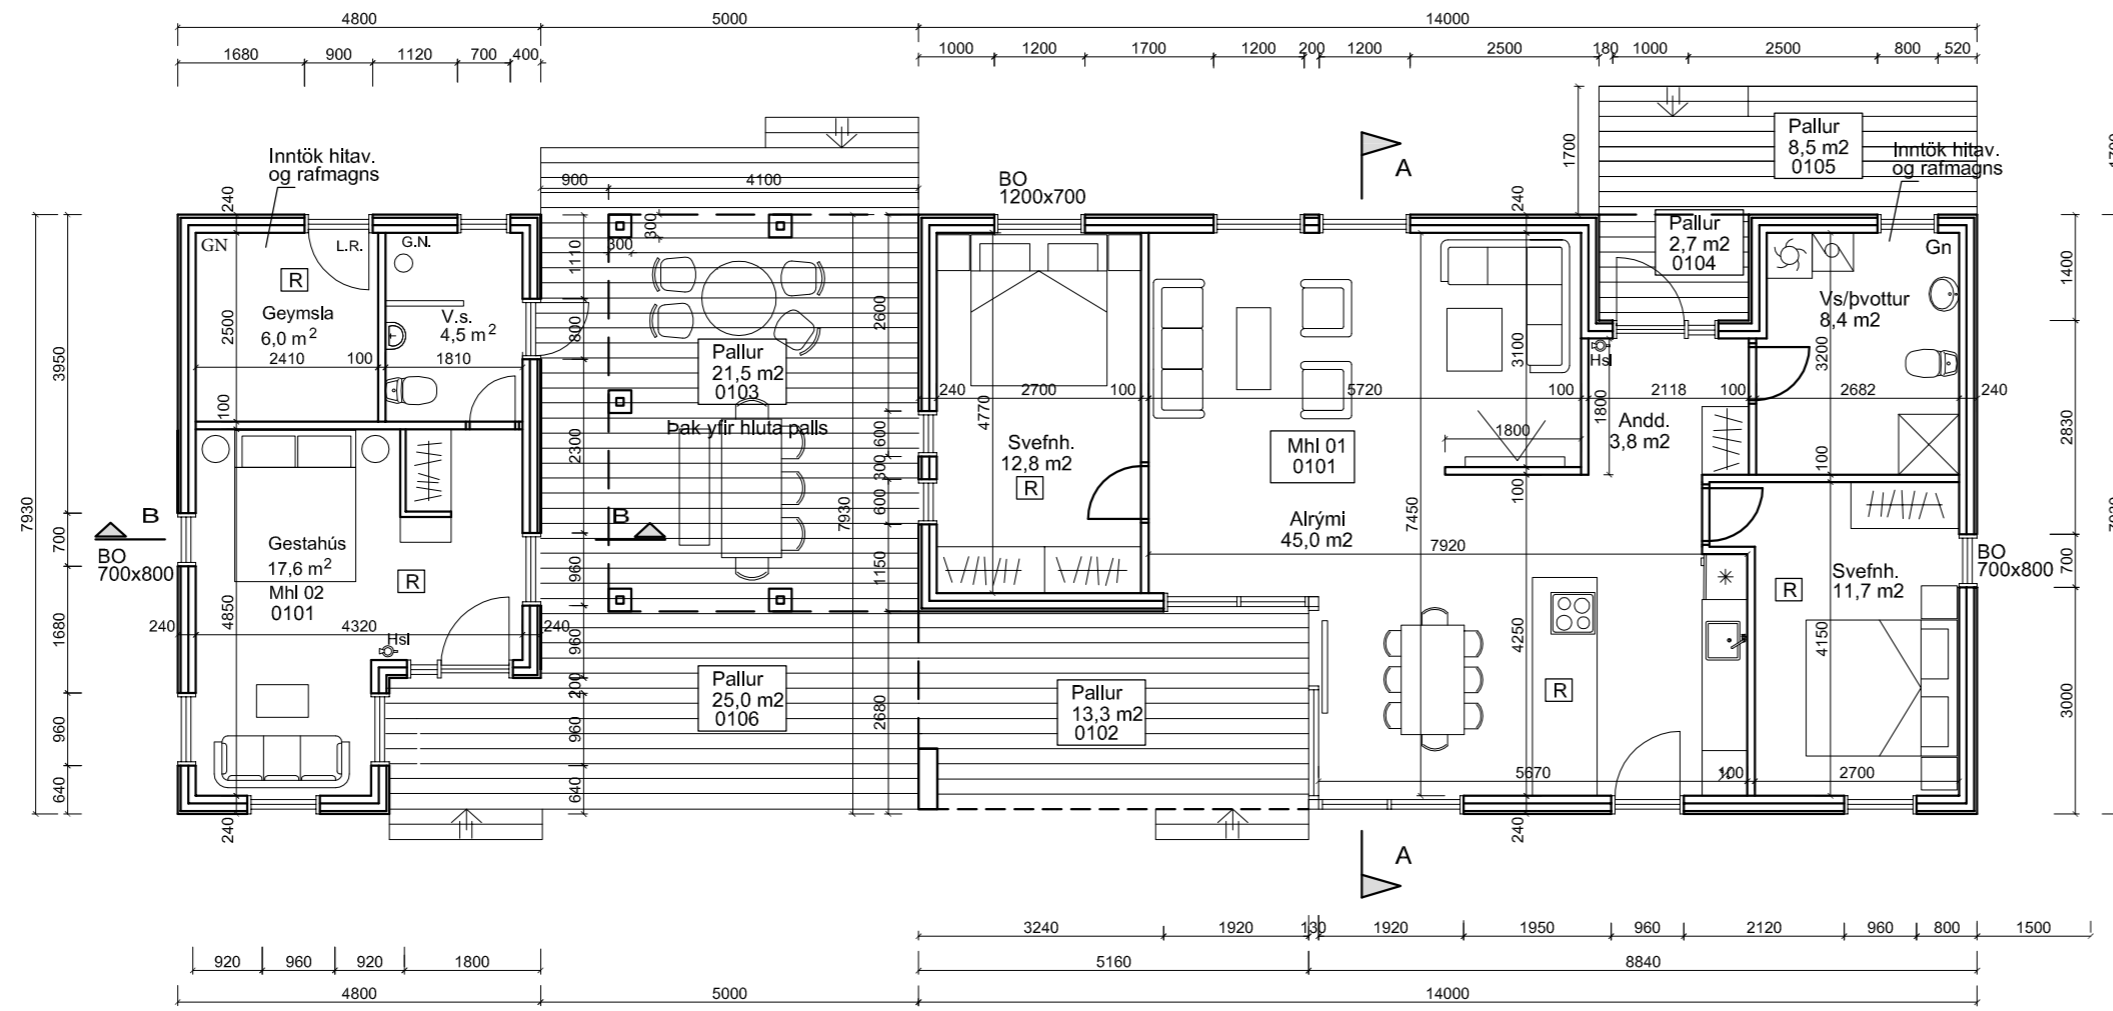 4800 5000 14000
1680 900 1120 700 400 1000 1200 1700 1200 200 1200 2500 180 1000 2500 800 520
Inntök hitav.
og rafmagns
240
900 4100
300
300
BO
1200x700
A
240
1700
Pallur
8,5 m2
0105
Inntök hitav.
og rafmagns
Pallur
2,7 m2
0104
GN
L.R.
R
Geymsla
6,0 m2
2500
2410 100 1810
100
G.N.
V.s.
4,5 m2
1110
800
2300
960
960
200
960
640
Pallur
21,5 m2
0103
Þak yfir hluta palls
7930
2600
600
300
600
1150
2680
240 2700 100 5720 100 2118 100 2682 240
4770
Svefnh.
12,8 m2
R
Mhl 01
0101
Alrými
45,0 m2
7450
7920
3100
1800
100
4250
Hsl
1800
Andd.
3,8 m2
Gn
Vs/þvottur
8,4 m2
3200
100
1400
2830
700
3000
7930
3950
700
1680
960
640
B
BO
700x800
B
Gestahús
17,6 m2
Mhl 02
0101
R
4850
240 4320 240
Hsl
Pallur
25,0 m2
0106
Pallur
13,3 m2
0102
R
R
Svefnh.
11,7 m2
4150
BO
700x800
5670 100 2700
240
240
A
3240 1920 130 1920 1950 960 2120 960 800 1500
920 960 920 1800 5160 8840
4800 5000 14000